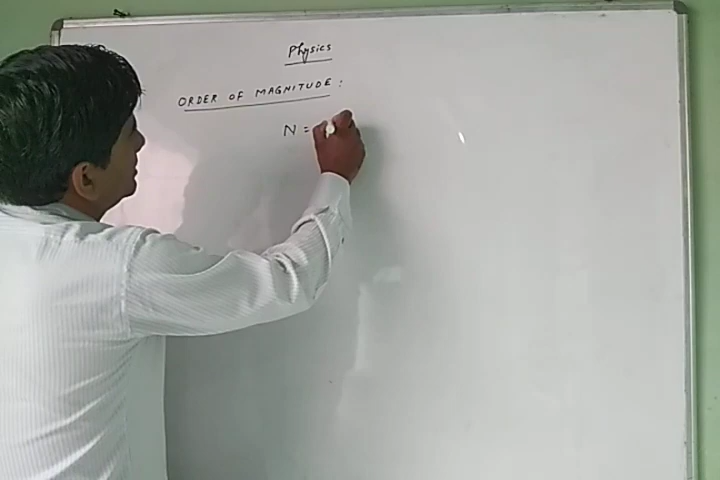 Physics
ORDER OF MAGNITUDE :
N =